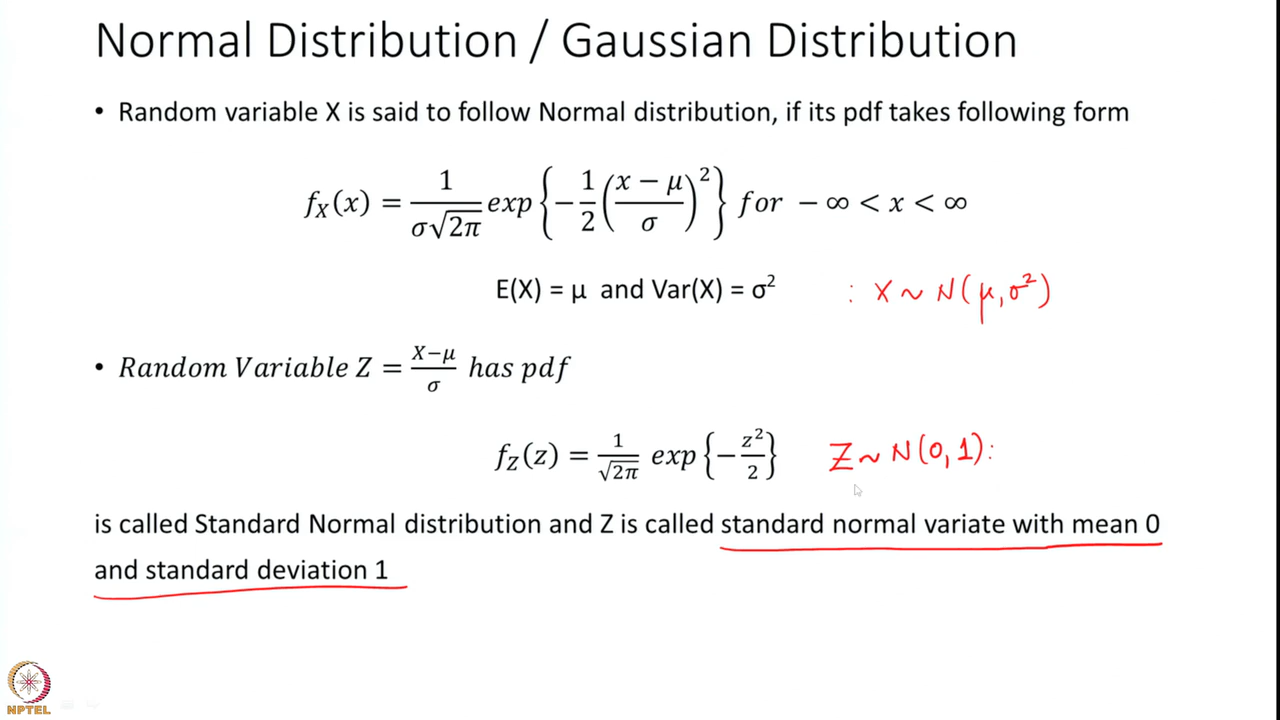 Normal Distribution / Gaussian Distribution
• Random variable X is said to follow Normal distribution, if its pdf takes following form
f_X(x) = 1/(σ√2π) exp{−1/2((x − μ)/σ)²} for − ∞ < x < ∞
E(X) = μ and Var(X) = σ² : X ~ N(μ, σ²)
• Random Variable Z = (X−μ)/σ has pdf
f_Z(z) = 1/√2π exp{−z²/2} Z ~ N(0, 1):
is called Standard Normal distribution and Z is called standard normal variate with mean 0
and standard deviation 1
NPTEL